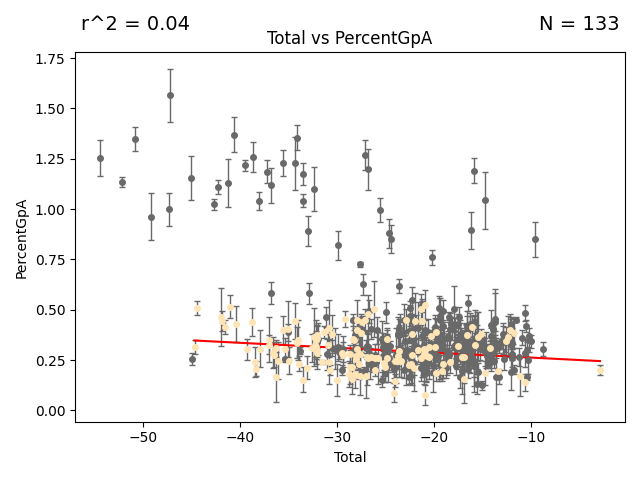 r^2 = 0.04
N = 133
Total vs PercentGpA
1.75
1.50
1.25
1.00
0.75
0.50
0.25
0.00
PercentGpA
−50
−40
−30
−20
−10
Total